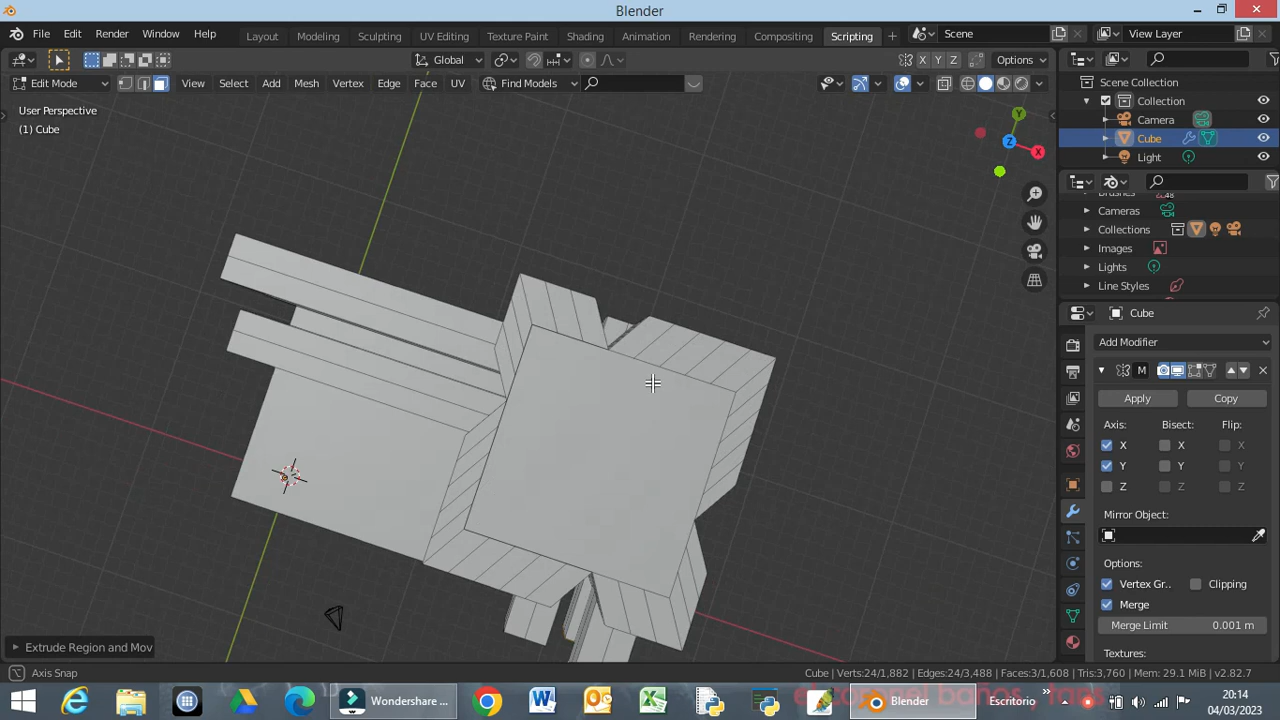 Blender
File Edit Render Window Help Layout Modeling Sculpting UV Editing Texture Paint Shading Animation Rendering Compositing Scripting + Scene View Layer
Global X Y Z Options
Edit Mode View Select Add Mesh Vertex Edge Face UV Find Models
User Perspective
(1) Cube
Y
Z
X
Scene Collection
Collection
Camera
Cube
Light
Brushes
Cameras
Collections
Images
Lights
Line Styles
Cube
Add Modifier
M
Apply Copy
Axis: Bisect: Flip:
X X X
Y Y Y
Z Z Z
Mirror Object:
Options:
Vertex Gr.. Clipping
Merge
Merge Limit 0.001 m
Textures:
Extrude Region and Mov
Axis Snap Cube | Verts:24/1,882 | Edges:24/3,488 | Faces:3/1,608 | Tris:3,760 | Mem: 29.1 MiB | v2.82.7
Wondershare ... Blender Escritorio 20:14
04/03/2023